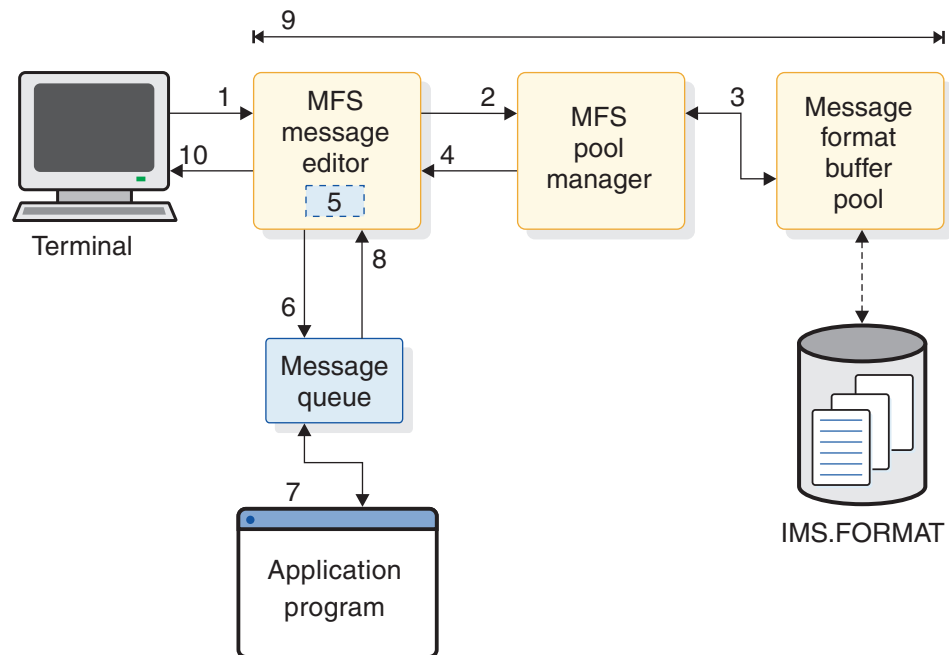 9
1
MFS
message
editor
2
MFS
pool
manager
3
Message
format
buffer
pool
10
4
5
Terminal
6
8
Message
queue
7
Application
program
IMS.FORMAT